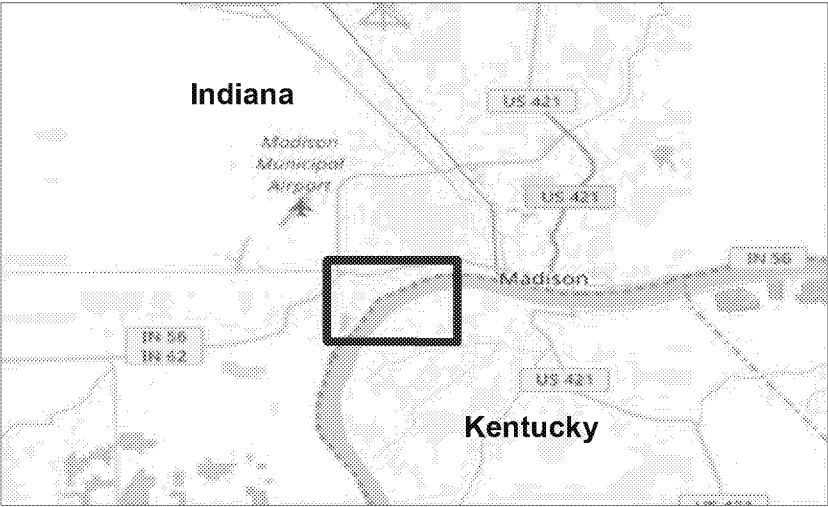 Indiana
US 421
Madison
Municipal
Airport
US 421
IN 56
Madison
IN 56
IN 62
US 421
Kentucky